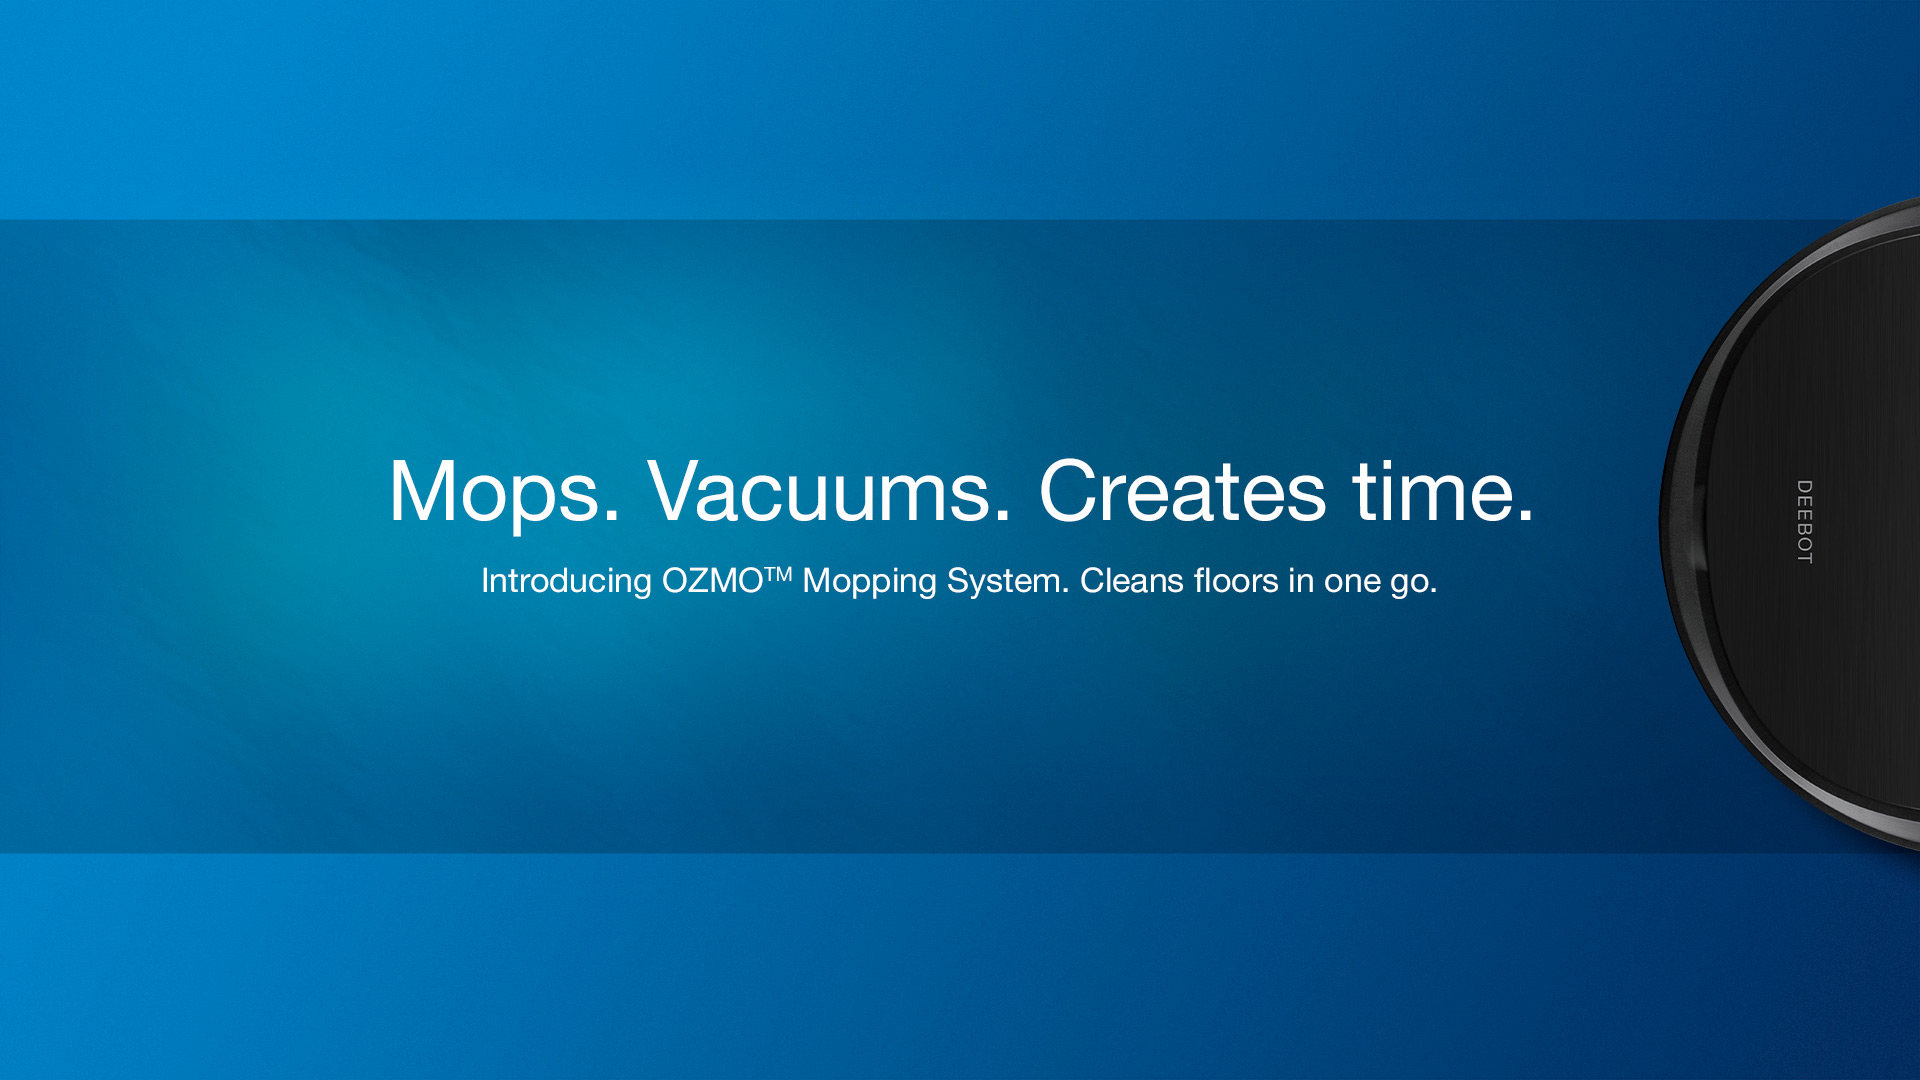 Mops. Vacuums. Creates time.
Introducing OZMO™ Mopping System. Cleans floors in one go.
DEEBOT